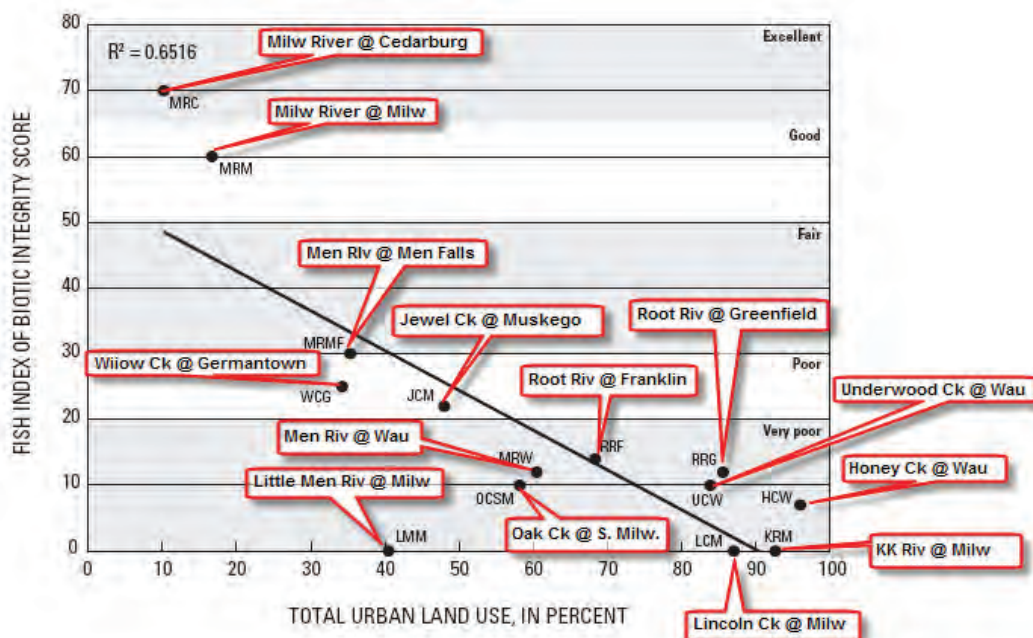 80
R² = 0.6516
Milw River @ Cedarburg
Excellent
70
MRC
Milw River @ Milw
Good
60
MRM
50
Fair
Men RIv @ Men Falls
40
Jewel Ck @ Muskego
Root Riv @ Greenfield
MRMF
30
Wiiow Ck @ Germantown
WCG
Root Riv @ Franklin
Poor
Underwood Ck @ Wau
JCM
20
Men Riv @ Wau
Very poor
MRW
RRF
RRG
Honey Ck @ Wau
10
Little Men Riv @ Milw
OCSM
UCW
HCW
LMM
Oak Ck @ S. Milw.
LCM
KRM
KK Riv @ Milw
0
0 10 20 30 40 50 60 70 80 90 100
Lincoln Ck @ Milw
TOTAL URBAN LAND USE, IN PERCENT
FISH INDEX OF BIOTIC INTEGRITY SCORE